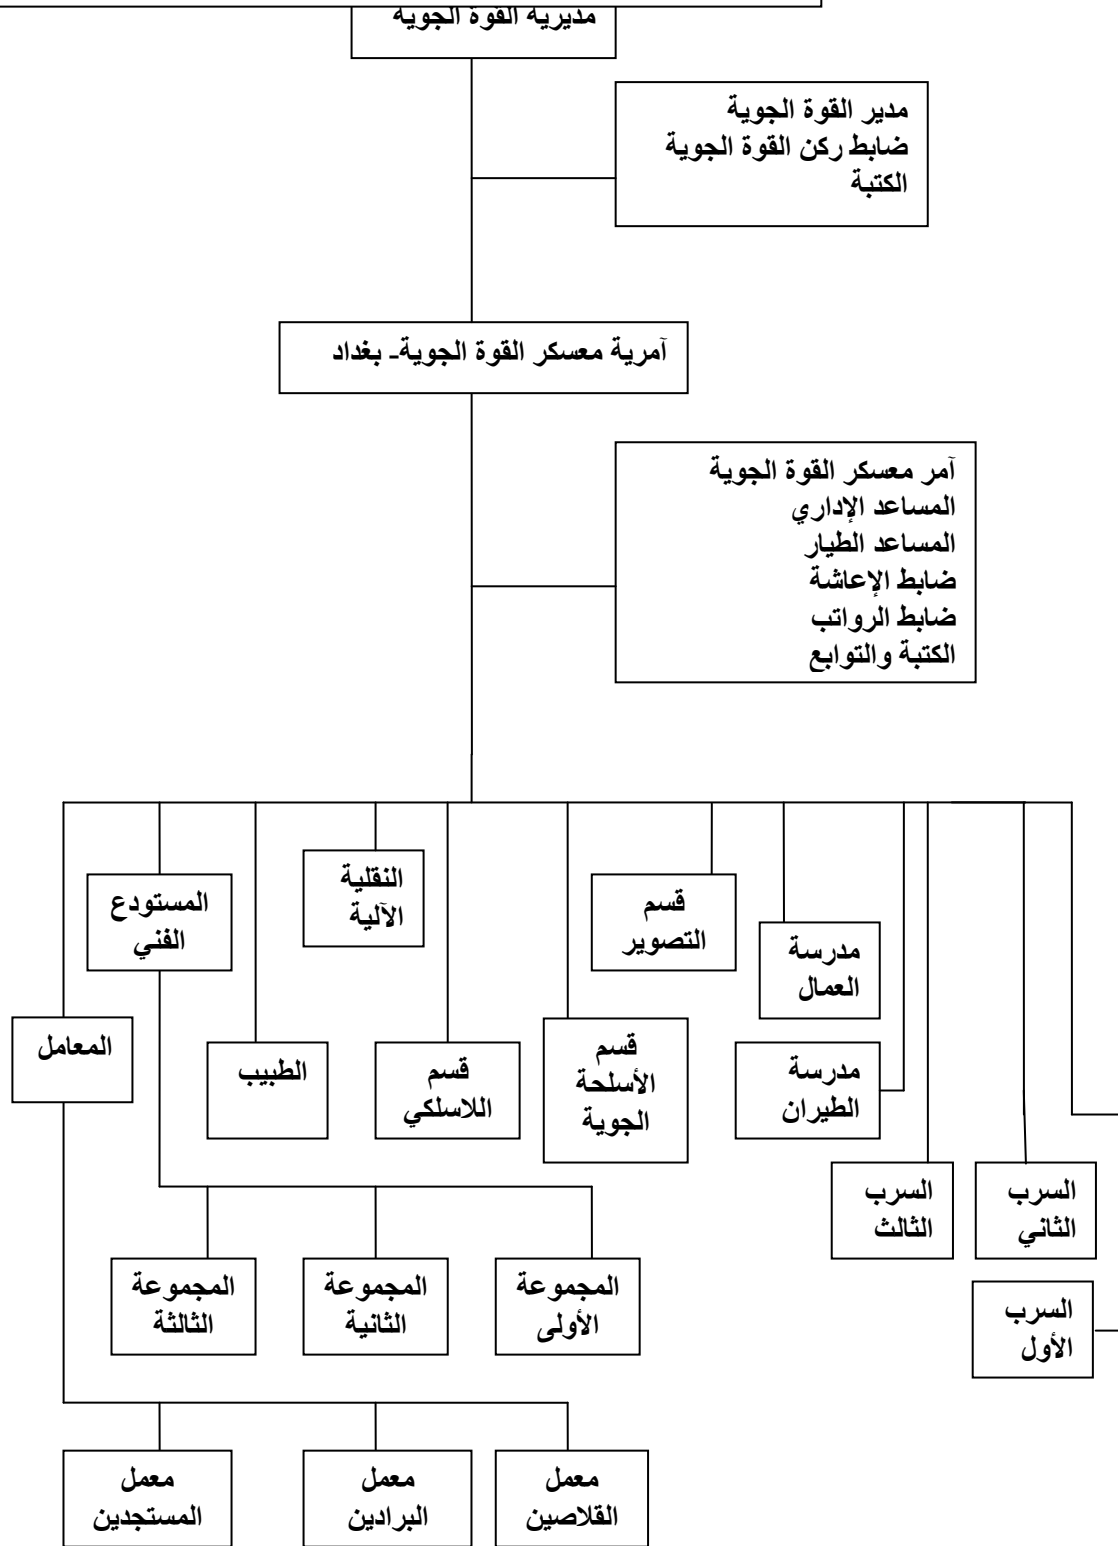 مديرية القوة الجوية
مدير القوة الجوية
ضابط ركن القوة الجوية
الكتبة
آمرية معسكر القوة الجوية- بغداد
آمر معسكر القوة الجوية
المساعد الإداري
المساعد الطيار
ضابط الإعاشة
ضابط الرواتب
الكتبة والتوابع
النقلية
الآلية
قسم
التصوير
المستودع
الفني
مدرسة
العمال
المعامل
الطبيب
قسم
اللاسلكي
قسم
الأسلحة
الجوية
مدرسة
الطيران
السرب
الثالث
السرب
الثاني
السرب
الأول
المجموعة
الأولى
المجموعة
الثانية
المجموعة
الثالثة
معمل
القلاصين
معمل
البرادين
معمل
المستجدين